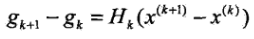 g_{k+1} - g_k = H_k(x^{(k+1)} - x^{(k)})